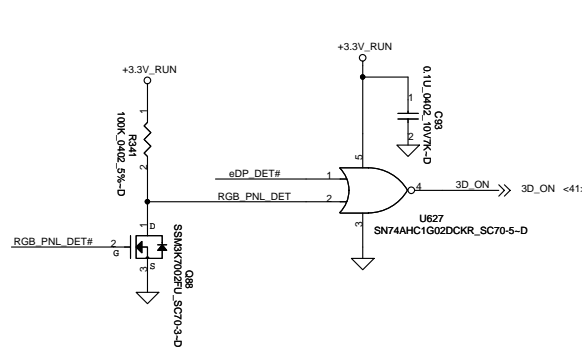 +3.3V_RUN
+3.3V_RUN
1
R341
100K_0402_5%~D
2
1
C93
0.1U_0402_10V7K~D
2
5
eDP_DET#
1
RGB_PNL_DET
2
4
3D_ON
3D_ON <41>
3
U627
SN74AHC1G02DCKR_SC70-5~D
RGB_PNL_DET#
2
G
1
D
S
3
Q88
SSM3K7002FU_SC70-3~D